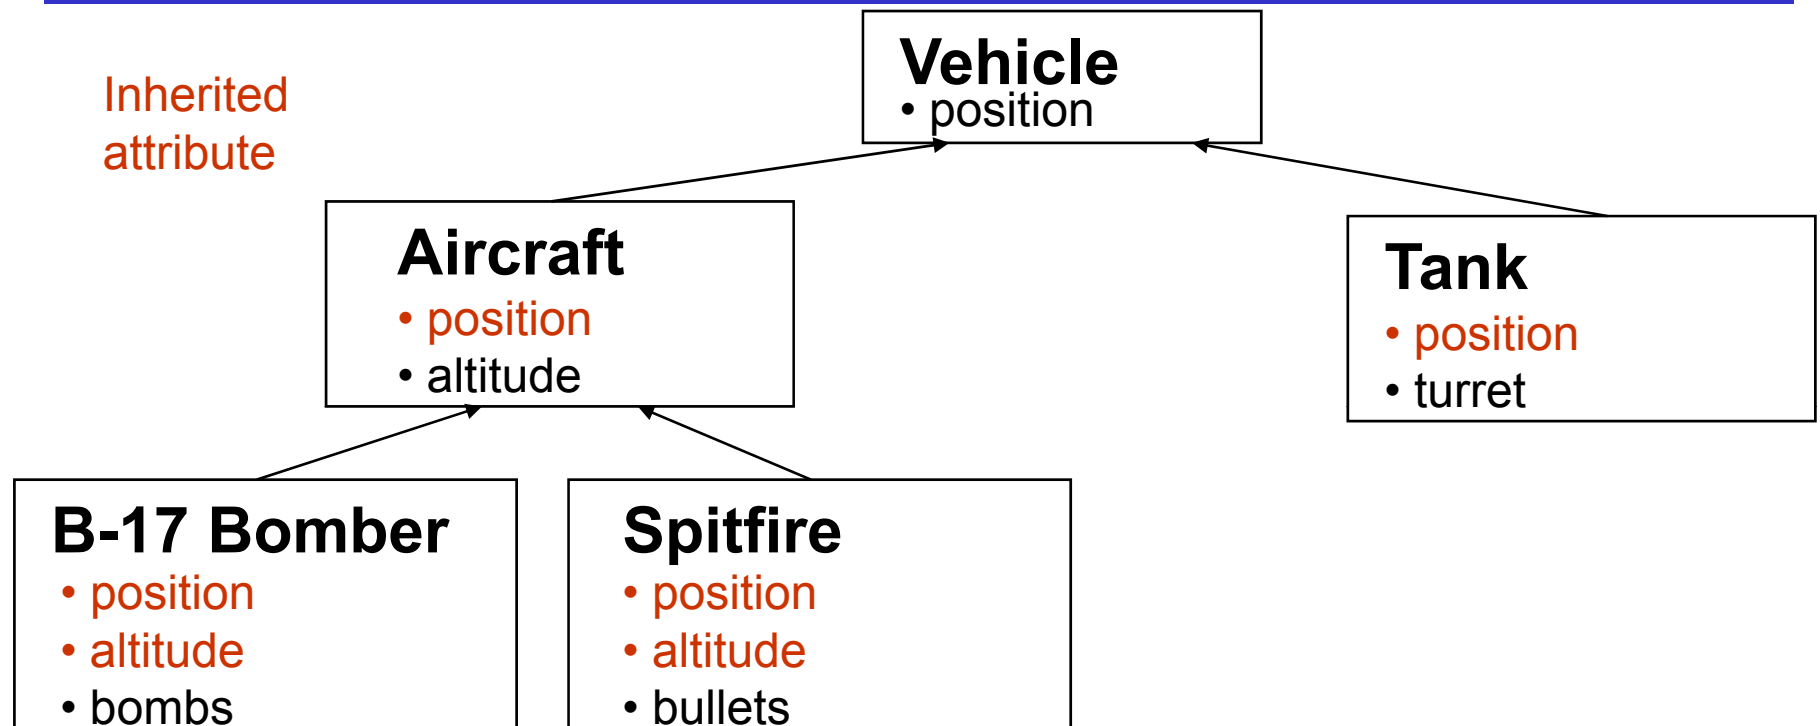 Vehicle
• position
Inherited
attribute
Aircraft
• position
• altitude
Tank
• position
• turret
B-17 Bomber
• position
• altitude
• bombs
Spitfire
• position
• altitude
• bullets